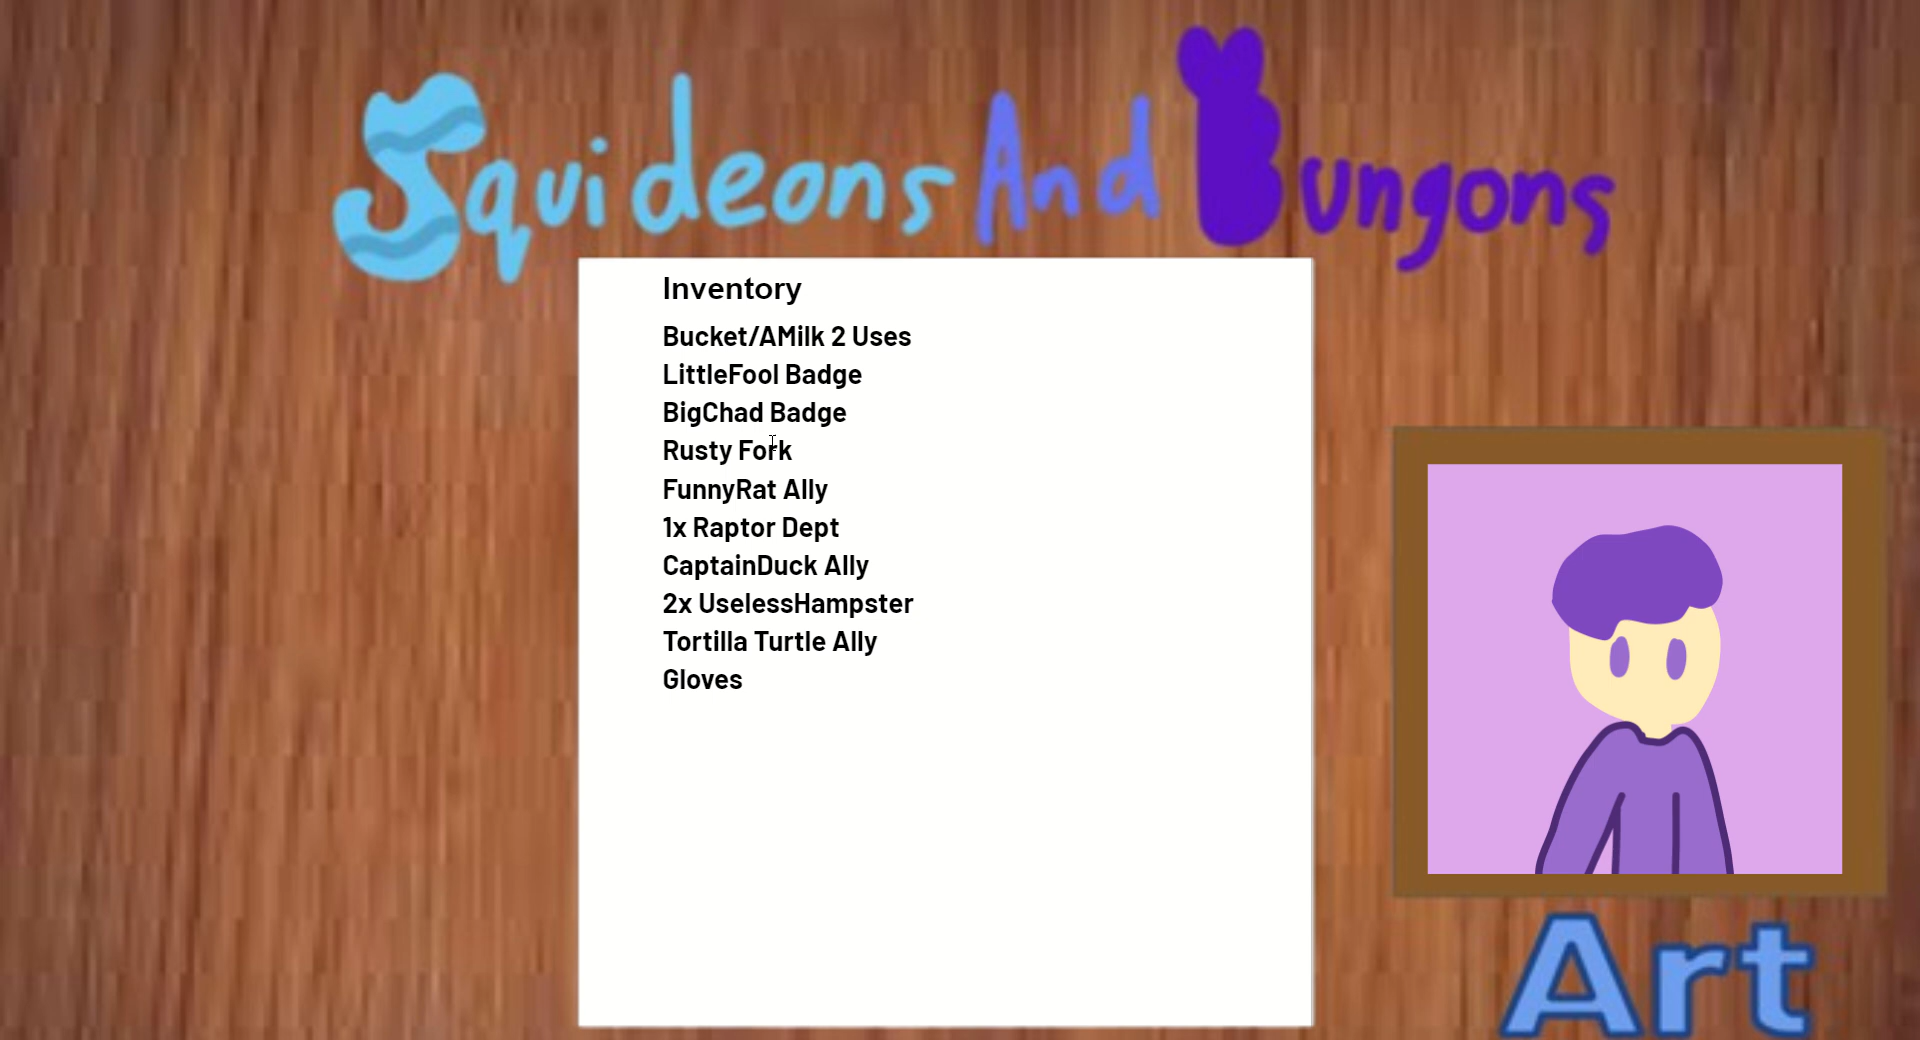 Squideons And Bungons
Inventory
Bucket/AMilk 2 Uses
LittleFool Badge
BigChad Badge
Rusty Fork
FunnyRat Ally
1x Raptor Dept
CaptainDuck Ally
2x UselessHampster
Tortilla Turtle Ally
Gloves
Art